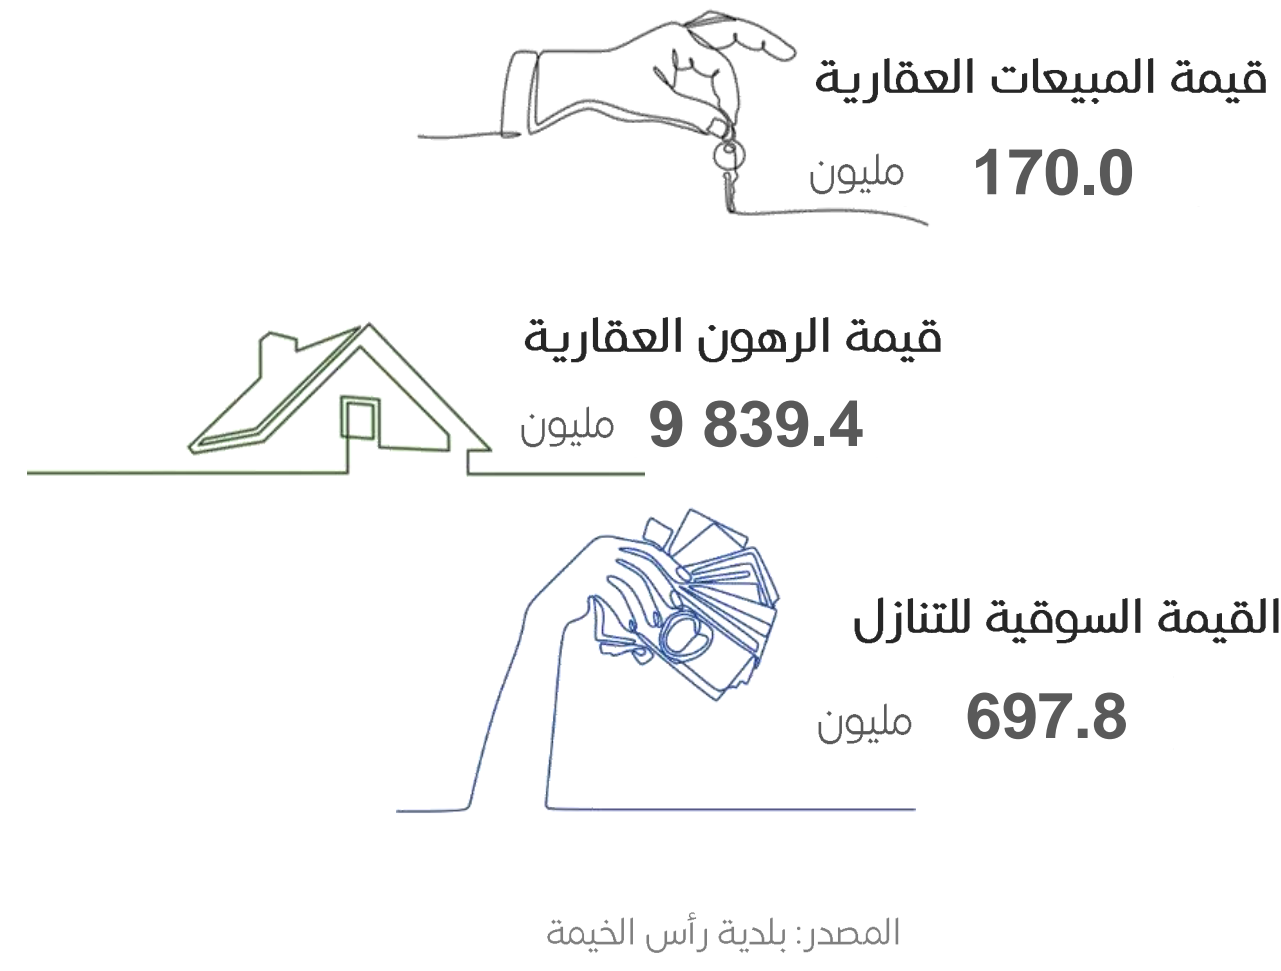 قيمة المبيعات العقارية
170.0 مليون
قيمة الرهون العقارية
9 839.4 مليون
القيمة السوقية للتنازل
697.8 مليون
المصدر: بلدية رأس الخيمة